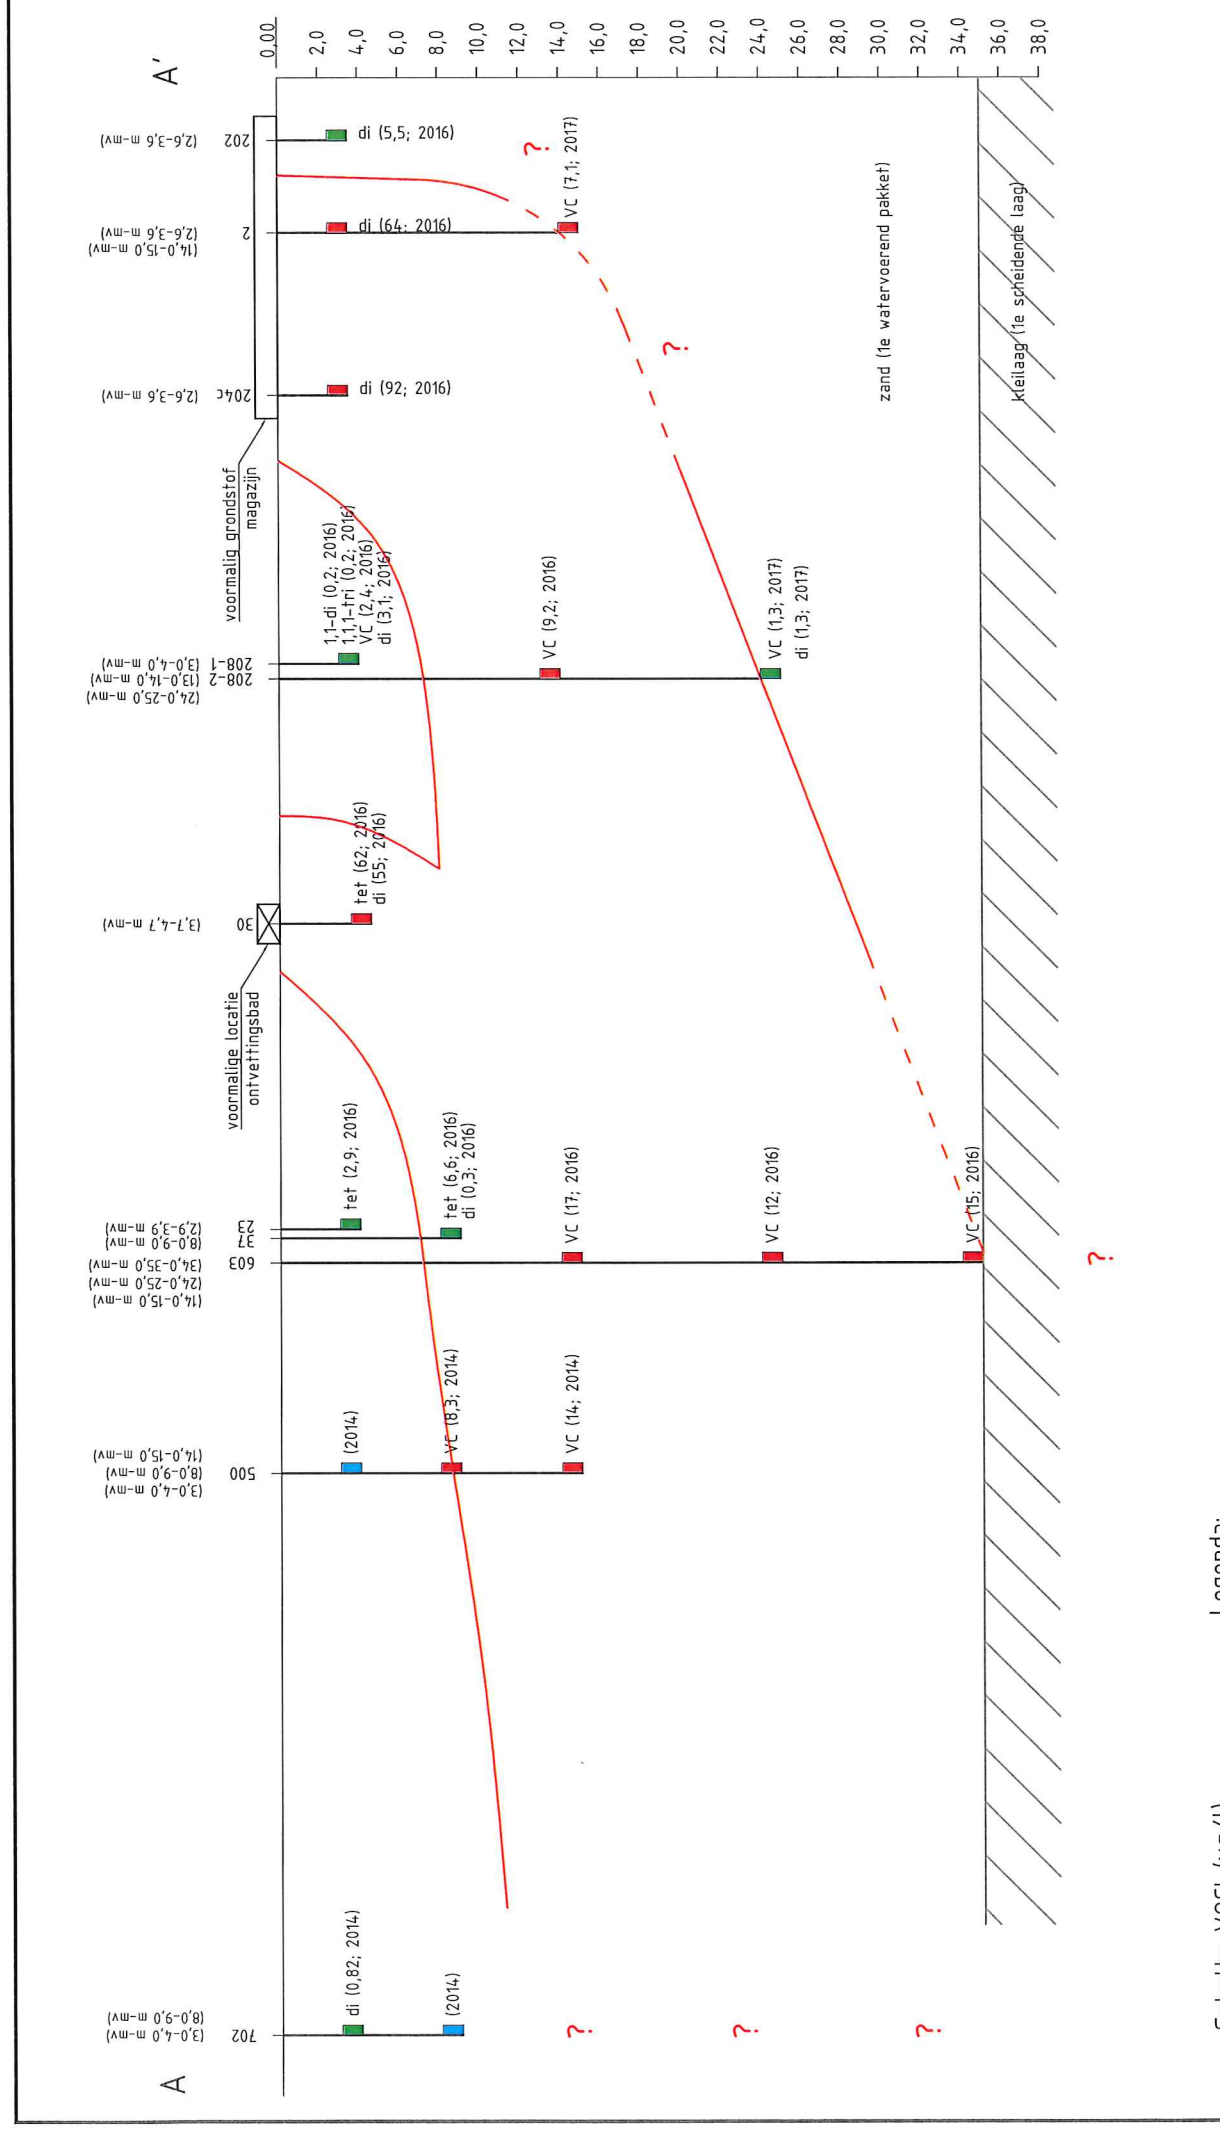 A
A'
702
(3,0-4,0 m-mv)
(8,0-9,0 m-mv)
di (0,82; 2014)
(2014)
?
?
?
500
(3,0-4,0 m-mv)
(8,0-9,0 m-mv)
(14,0-15,0 m-mv)
(2014)
VC (8,3; 2014)
VC (14; 2014)
603
(14,0-15,0 m-mv)
(24,0-25,0 m-mv)
(34,0-35,0 m-mv)
VC (17; 2016)
VC (12; 2016)
VC (15; 2016)
?
37
(8,0-9,0 m-mv)
tet (6,6; 2016)
di (0,3; 2016)
23
(2,9-3,9 m-mv)
tet (2,9; 2016)
voormalige locatie
ontvettingsbad
30
(3,7-4,7 m-mv)
tet (62; 2016)
di (55; 2016)
208-2
(13,0-14,0 m-mv)
(24,0-25,0 m-mv)
VC (9,2; 2016)
VC (1,3; 2017)
di (1,3; 2017)
208-1
(3,0-4,0 m-mv)
1,1-di (0,2; 2016)
1,1,1-tri (0,2; 2016)
VC (2,4; 2016)
di (3,1; 2016)
voormalig grondstof
magazijn
204c
(2,6-3,6 m-mv)
di (92; 2016)
?
2
(2,6-3,6 m-mv)
(14,0-15,0 m-mv)
di (64; 2016)
VC (7,1; 2017)
?
202
(2,6-3,6 m-mv)
di (5,5; 2016)
zand (1e watervoerend pakket)
kleilaag (1e scheidende laag)
0,00
2,0
4,0
6,0
8,0
10,0
12,0
14,0
16,0
18,0
20,0
22,0
24,0
26,0
28,0
30,0
32,0
34,0
36,0
38,0
Legenda: